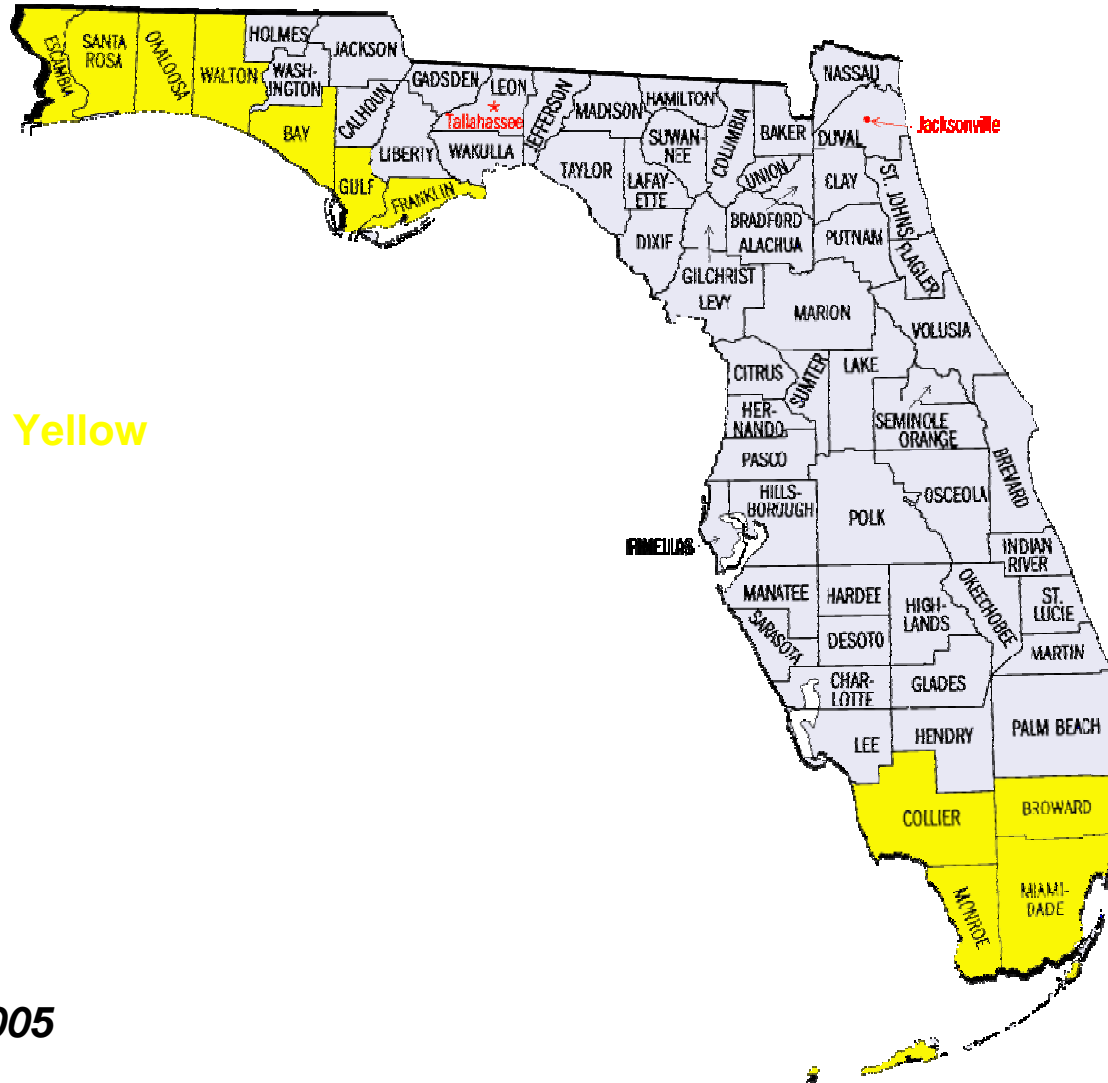 HOLMES
JACKSON
ESCAMBIA
SANTA
ROSA
OKALOOSA
WALTON
WASH-
INGTON
BAY
CALHOUN
GULF
GADSDEN
LEON
Tallahassee
LIBERTY
WAKULLA
FRANKLIN
JEFFERSON
MADISON
TAYLOR
HAMILTON
SUWAN-
NEE
LAFAY-
ETTE
DIXIE
COLUMBIA
BAKER
UNION
BRADFORD
ALACHUA
GILCHRIST
LEVY
NASSAU
DUVAL
Jacksonville
CLAY
ST. JOHNS
PUTNAM
FLAGLER
MARION
VOLUSIA
CITRUS
SUMTER
LAKE
HER-
NANDO
SEMINOLE
ORANGE
BREVARD
Yellow
PASCO
HILLS-
BOROUGH
POLK
OSCEOLA
INDIAN
RIVER
MANATEE
HARDEE
HIGH-
LANDS
OKEECHOBEE
ST.
LUCIE
SARASOTA
DESOTO
MARTIN
CHAR-
LOTTE
GLADES
LEE
HENDRY
PALM BEACH
COLLIER
BROWARD
MONROE
MIAMI-
DADE
005